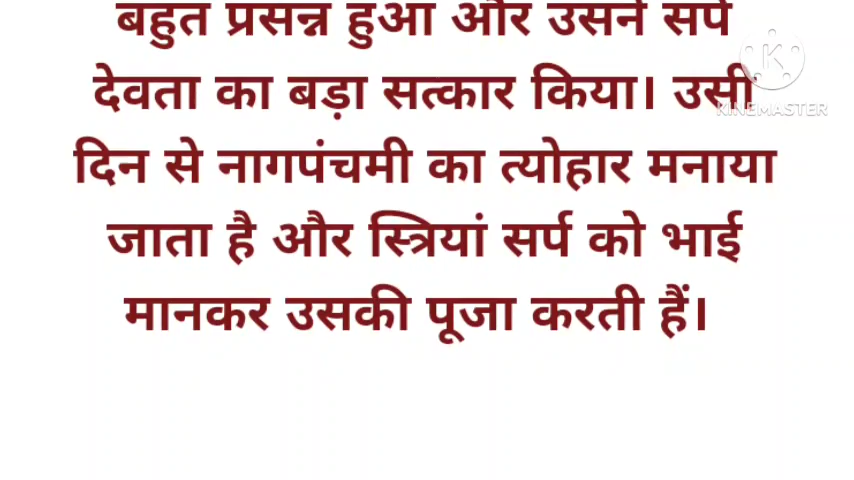 बहुत प्रसन्न हुआ और उसने सर्प
देवता का बड़ा सत्कार किया। उसी
दिन से नागपंचमी का त्योहार मनाया
जाता है और स्त्रियां सर्प को भाई
मानकर उसकी पूजा करती हैं।
K
KINEMASTER